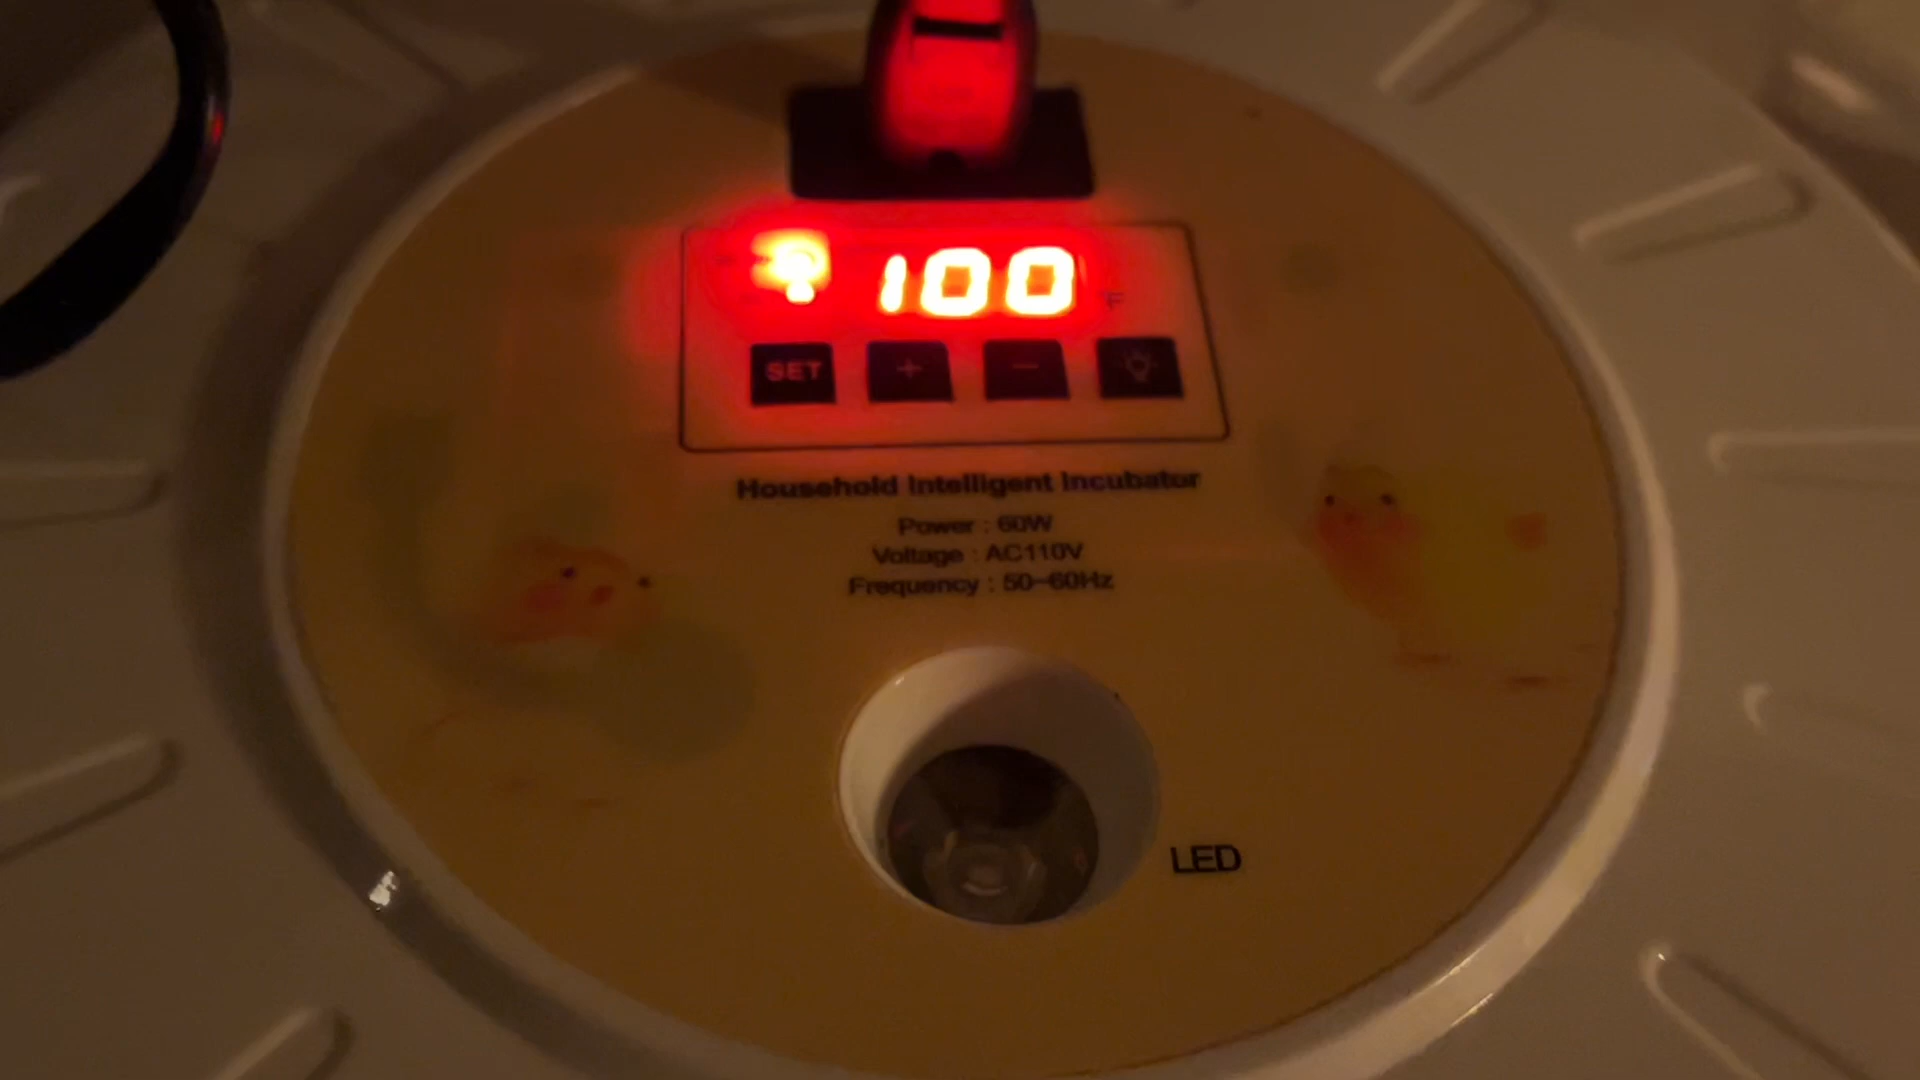 100 F
SET + −
Household Intelligent Incubator
Power : 60W
Voltage : AC110V
Frequency : 50~60Hz
LED